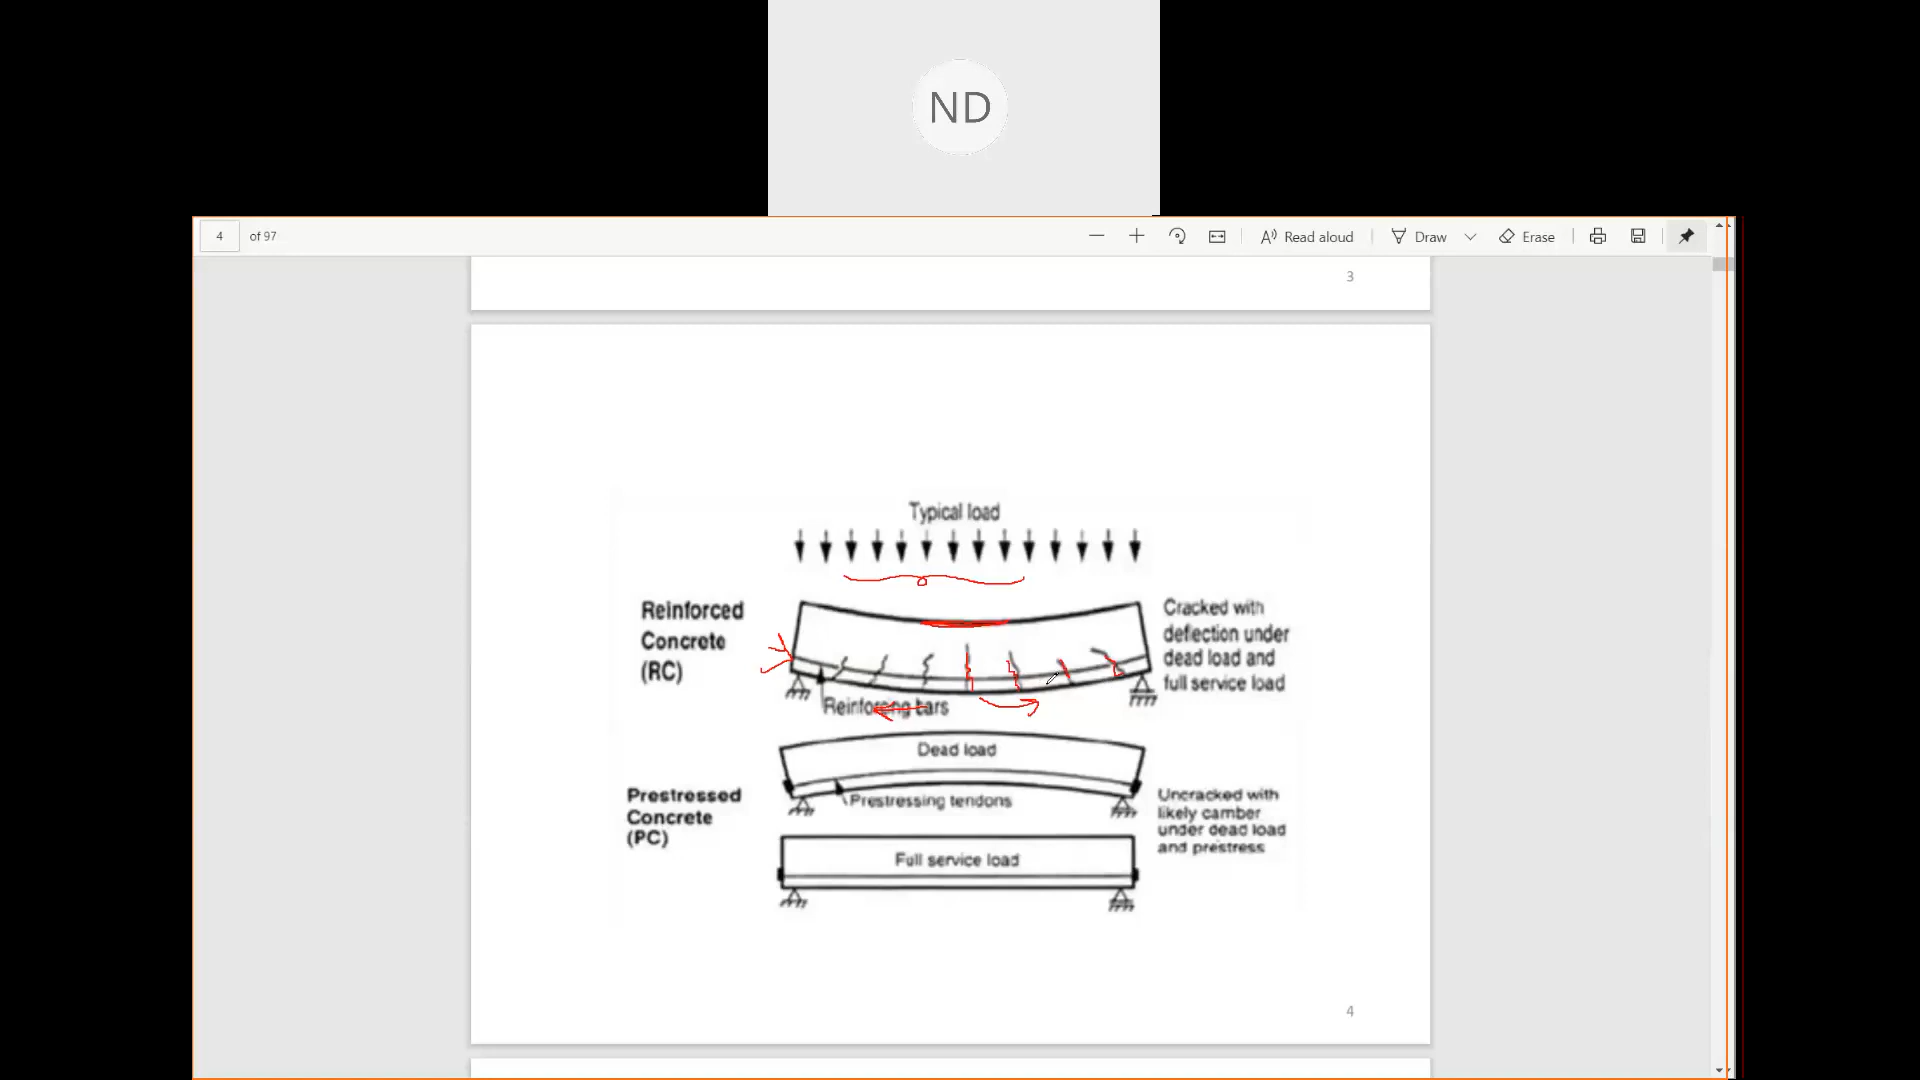 ND
4 of 97
Read aloud
Draw
Erase
3
Typical load
Reinforced
Concrete
(RC)
Cracked with
deflection under
dead load and
full service load
Reinforcing bars
Dead load
Prestressing tendons
Prestressed
Concrete
(PC)
Uncracked with
likely camber
under dead load
and prestress
Full service load
4